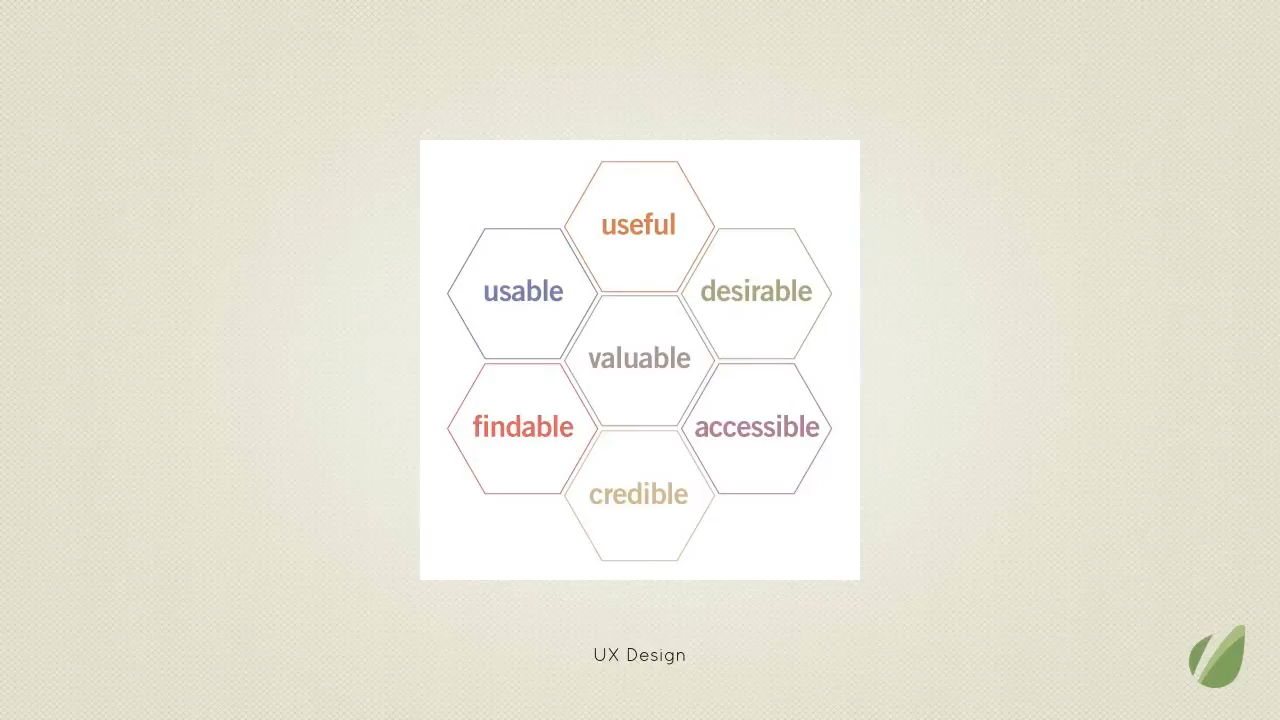 useful
usable
desirable
valuable
findable
accessible
credible
UX Design